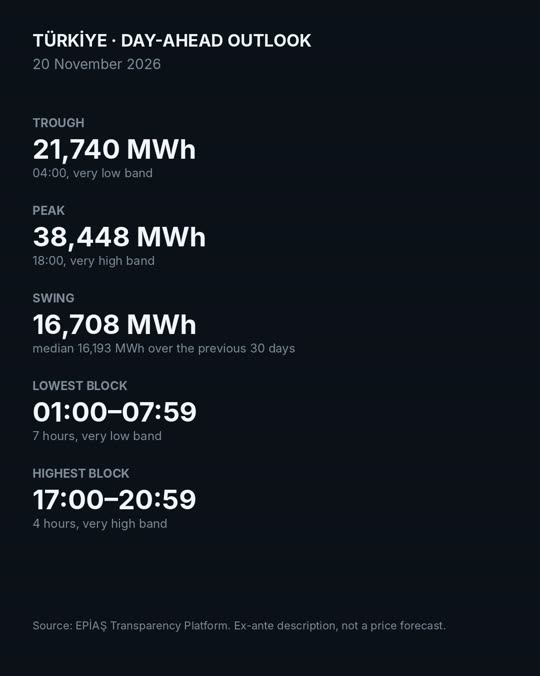 TÜRKİYE · DAY-AHEAD OUTLOOK
20 November 2026
TROUGH
21,740 MWh
04:00, very low band
PEAK
38,448 MWh
18:00, very high band
SWING
16,708 MWh
median 16,193 MWh over the previous 30 days
LOWEST BLOCK
01:00–07:59
7 hours, very low band
HIGHEST BLOCK
17:00–20:59
4 hours, very high band
Source: EPİAŞ Transparency Platform. Ex-ante description, not a price forecast.